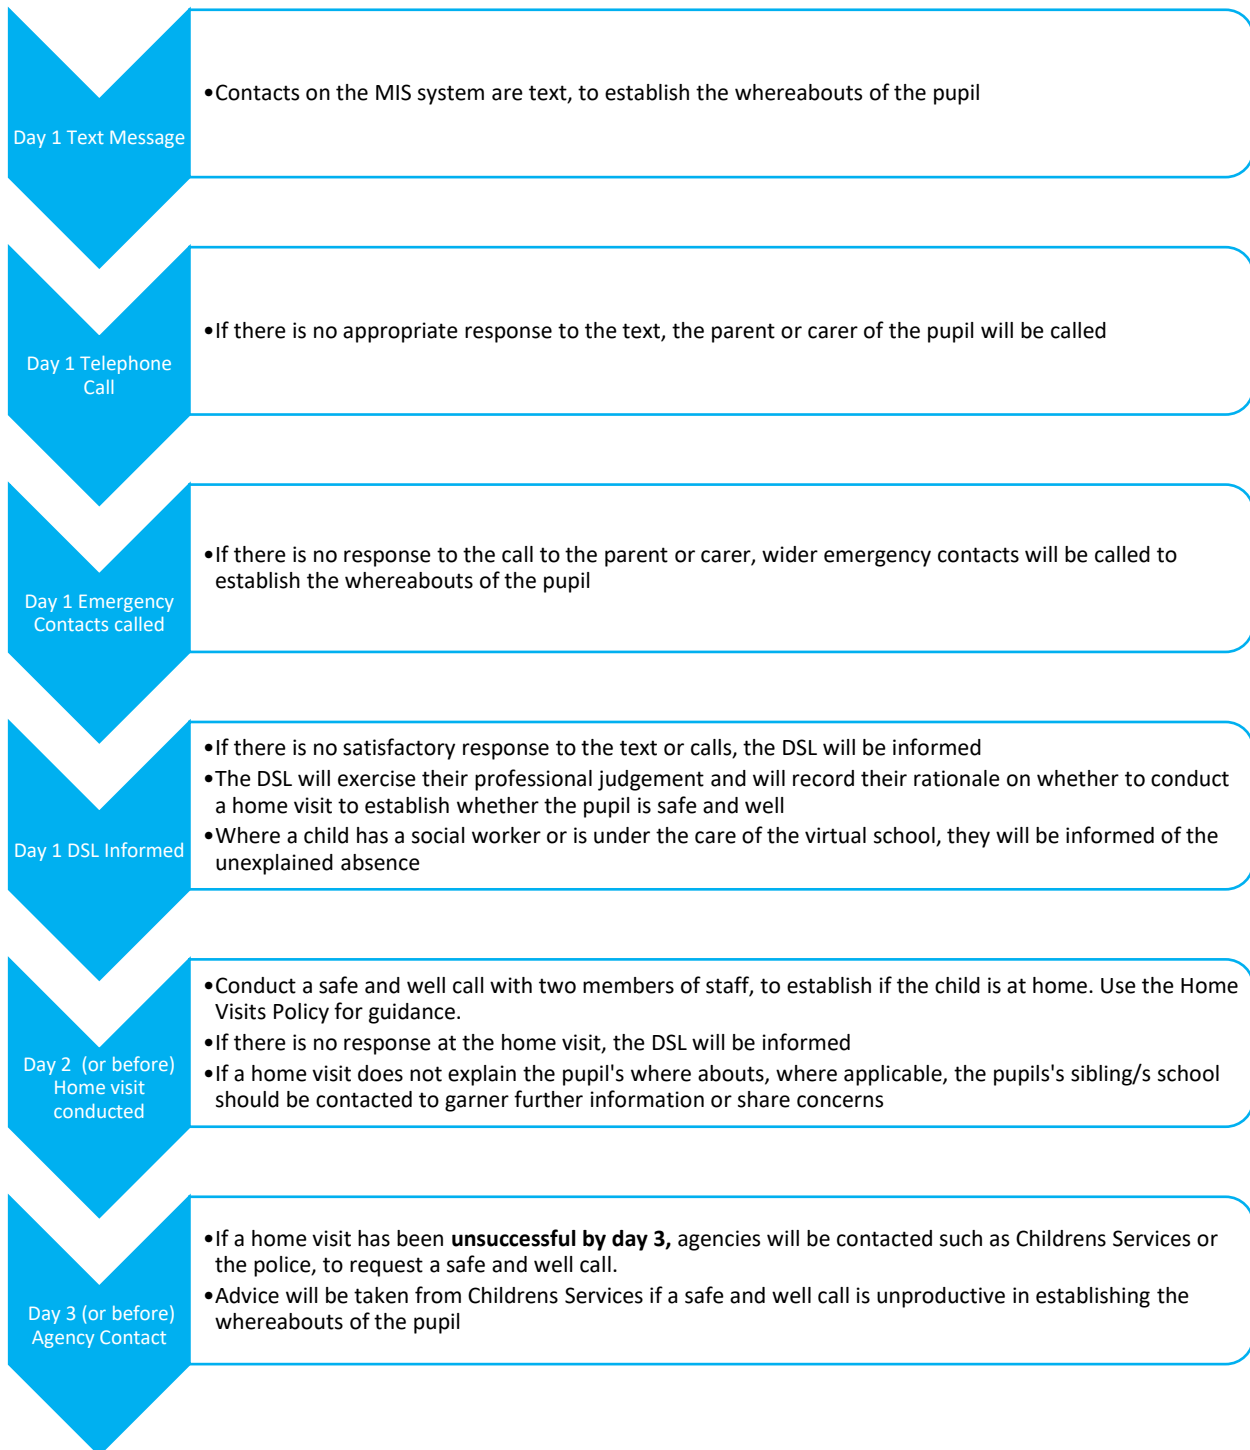 Day 1 Text Message
•Contacts on the MIS system are text, to establish the whereabouts of the pupil
Day 1 Telephone
Call
•If there is no appropriate response to the text, the parent or carer of the pupil will be called
Day 1 Emergency
Contacts called
•If there is no response to the call to the parent or carer, wider emergency contacts will be called to
establish the whereabouts of the pupil
Day 1 DSL Informed
•If there is no satisfactory response to the text or calls, the DSL will be informed
•The DSL will exercise their professional judgement and will record their rationale on whether to conduct
a home visit to establish whether the pupil is safe and well
•Where a child has a social worker or is under the care of the virtual school, they will be informed of the
unexplained absence
Day 2 (or before)
Home visit
conducted
•Conduct a safe and well call with two members of staff, to establish if the child is at home. Use the Home
Visits Policy for guidance.
•If there is no response at the home visit, the DSL will be informed
•If a home visit does not explain the pupil's where abouts, where applicable, the pupils's sibling/s school
should be contacted to garner further information or share concerns
Day 3 (or before)
Agency Contact
•If a home visit has been unsuccessful by day 3, agencies will be contacted such as Childrens Services or
the police, to request a safe and well call.
•Advice will be taken from Childrens Services if a safe and well call is unproductive in establishing the
whereabouts of the pupil